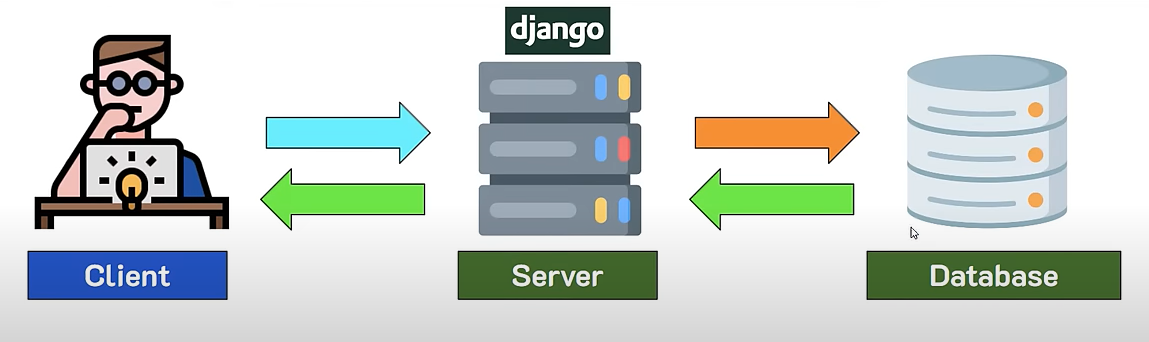 django
Client
Server
Database